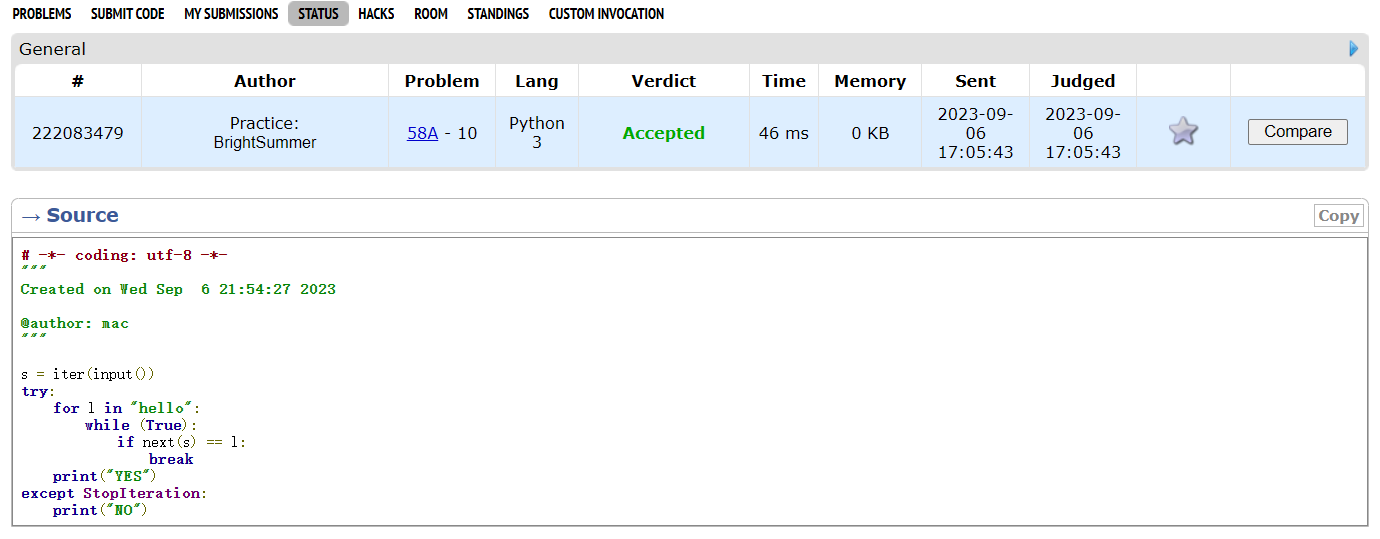 PROBLEMS SUBMIT CODE MY SUBMISSIONS STATUS HACKS ROOM STANDINGS CUSTOM INVOCATION
General
# Author Problem Lang Verdict Time Memory Sent Judged
222083479 Practice: BrightSummer 58A - 10 Python 3 Accepted 46 ms 0 KB 2023-09-06 17:05:43 2023-09-06 17:05:43 Compare
→ Source Copy
# -*- coding: utf-8 -*-
"""
Created on Wed Sep  6 21:54:27 2023

@author: mac
"""

s = iter(input())
try:
    for l in "hello":
        while (True):
            if next(s) == l:
                break
    print("YES")
except StopIteration:
    print("NO")